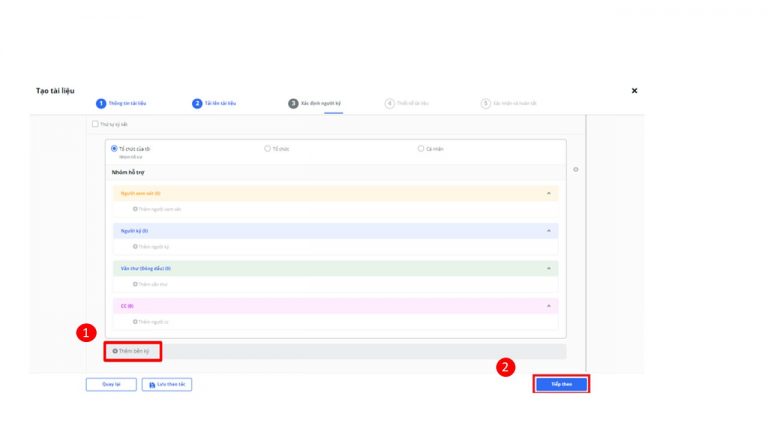 Tạo tài liệu
1 Thông tin tài liệu 2 Tải lên tài liệu 3 Xác định người ký 4 Thiết kế tài liệu 5 Xác nhận và hoàn tất
Thứ tự ký kết
Tổ chức của tôi Tổ chức Cá nhân
Nhóm hỗ trợ
Nhóm hỗ trợ
Người xem xét (0)
Thêm người xem xét
Người ký (0)
Thêm người ký
Văn thư (Đóng dấu) (0)
Thêm văn thư
CC (0)
Thêm người cc
1
Thêm bên ký
2
Quay lại Lưu thao tác Tiếp theo